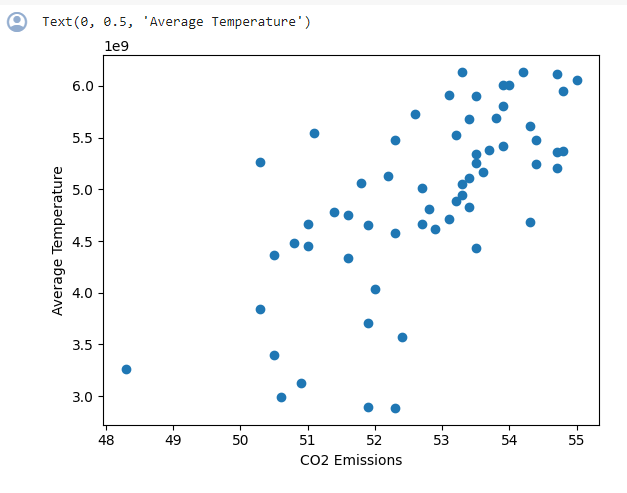 Text(0, 0.5, 'Average Temperature')
1e9
6.0
5.5
5.0
4.5
4.0
3.5
3.0
Average Temperature
48 49 50 51 52 53 54 55
CO2 Emissions